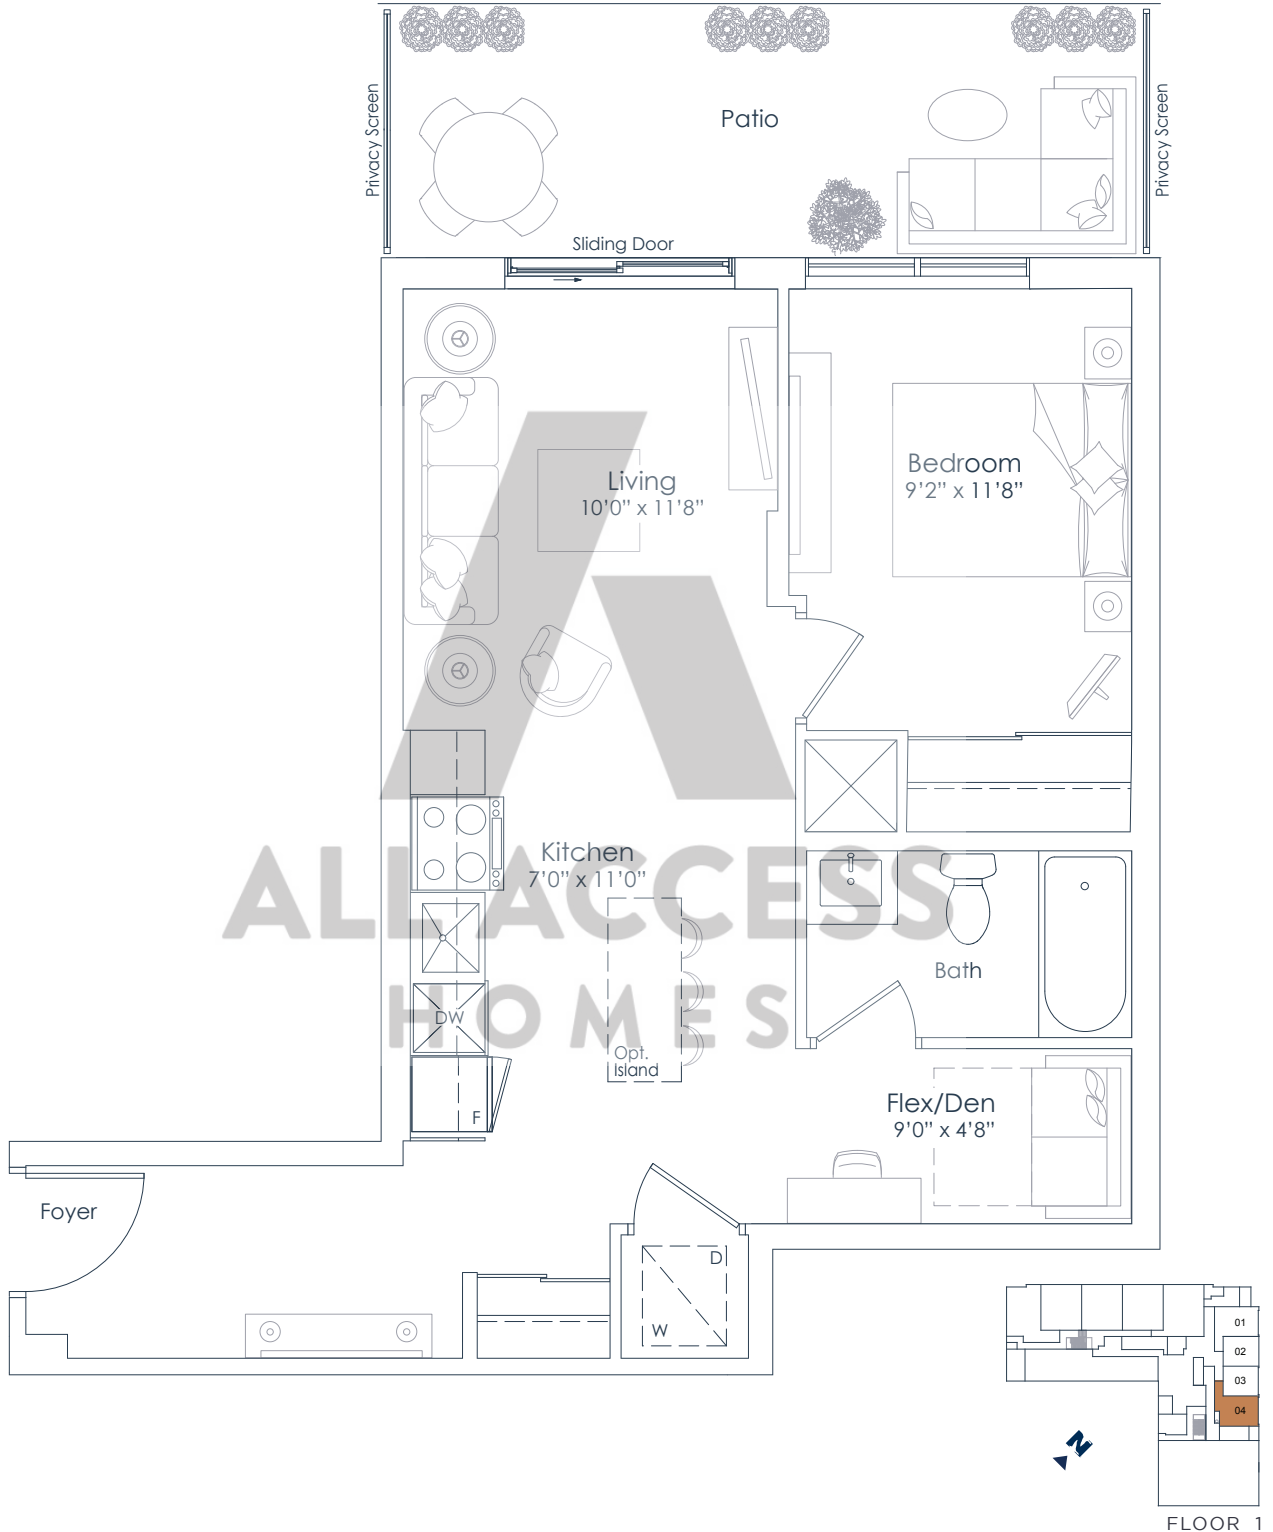 Privacy Screen
Patio
Privacy Screen
Sliding Door
Living
10'0" x 11'8"
Bedroom
9'2" x 11'8"
Kitchen
7'0" x 11'0"
ALL ACCESS
HOMES
Bath
DW
Opt.
Island
F
Flex/Den
9'0" x 4'8"
Foyer
D
W
01
02
03
04
N
FLOOR 1